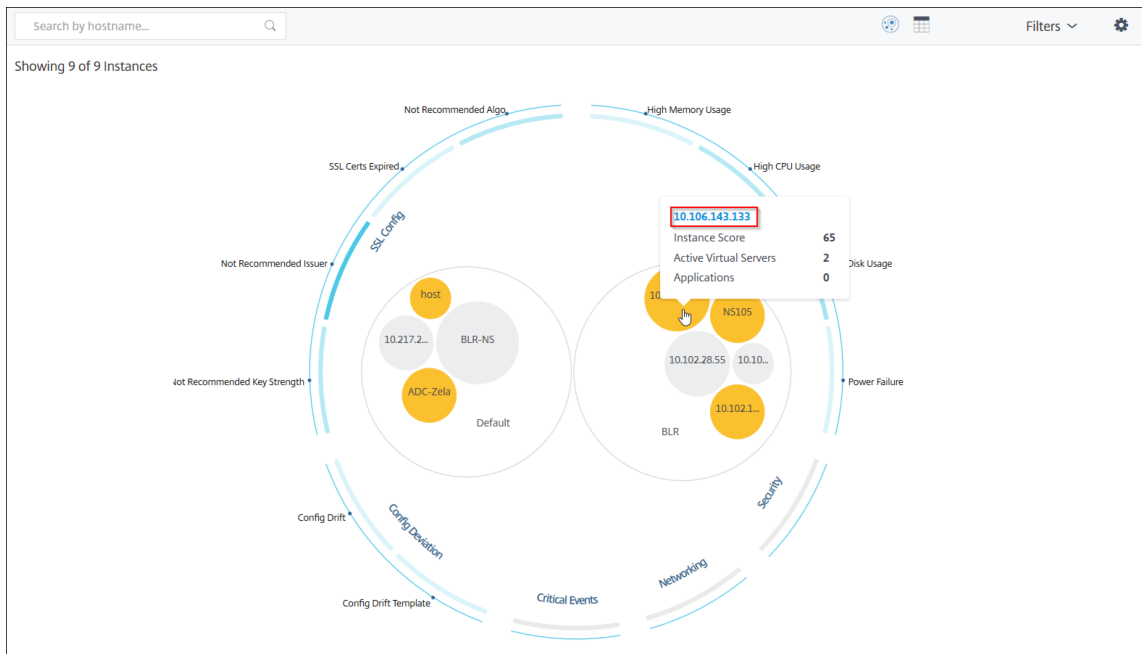 Search by hostname...
Filters
Showing 9 of 9 Instances
Not Recommended Algo
High Memory Usage
SSL Certs Expired
High CPU Usage
SSL Config
10.106.143.133
Instance Score 65
Active Virtual Servers 2
Applications 0
Not Recommended Issuer
Disk Usage
host
10
NS105
10.217.2...
BLR-NS
10.102.28.55
10.10...
Not Recommended Key Strength
Power Failure
ADC-Zela
10.102.1...
Default
BLR
Security
Config Drift
Config Deviation
Networking
Critical Events
Config Drift Template